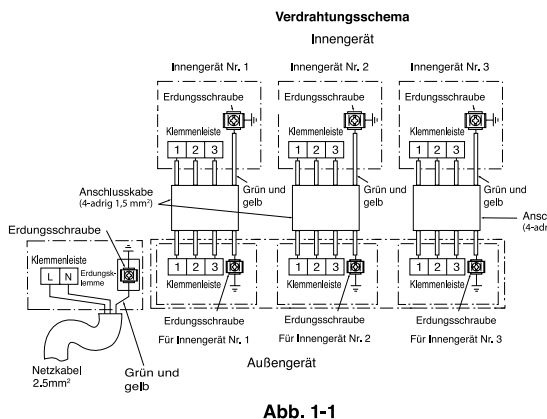 Verdrahtungsschema
Innengerät
Innengerät Nr. 1
Innengerät Nr. 2
Innengerät Nr. 3
Erdungsschraube
Erdungsschraube
Erdungsschraube
Klemmenleiste
Klemmenleiste
Klemmenleiste
1 2 3
1 2 3
1 2 3
Grün und
gelb
Grün und
gelb
Grün und
gelb
Anschlusskabe
(4-adrig 1,5 mm²)
Ansc
(4-adr
Erdungsschraube
Klemmenleiste
L N
Erdungsk-
lemme
1 2 3
1 2 3
1 2 3
Klemmenleiste
Klemmenleiste
Klemmenleiste
Erdungsschraube
Erdungsschraube
Erdungsschraube
Für Innengerät Nr. 1
Für Innengerät Nr. 2
Für Innengerät Nr. 3
Netzkabel
2.5mm²
Grün und
gelb
Außengerät
Abb. 1-1